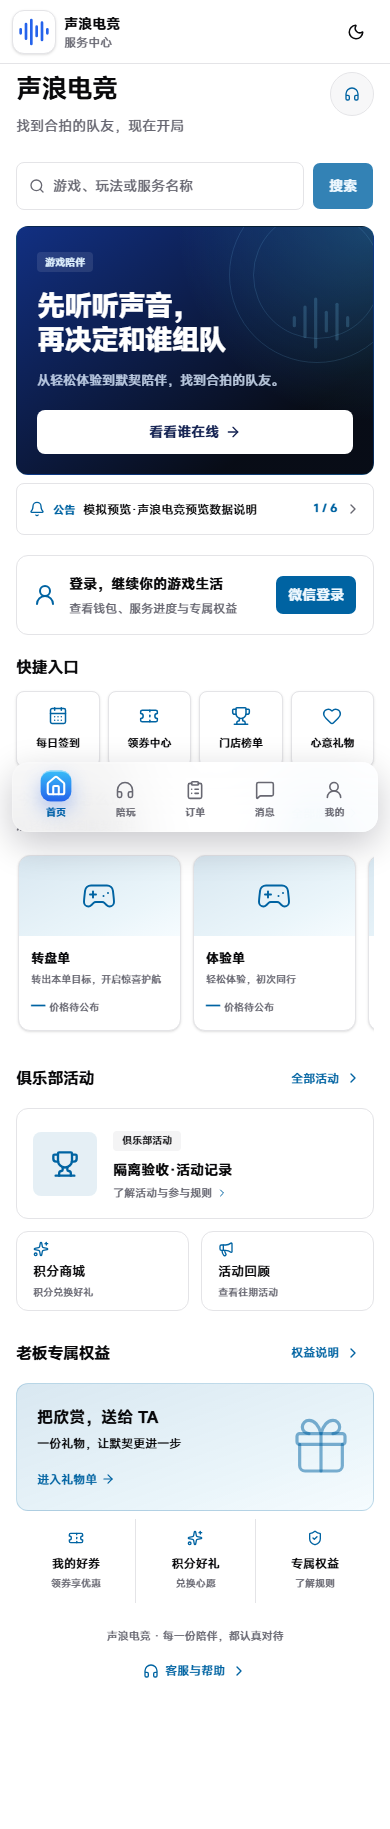 声浪电竞
服务中心
声浪电竞
找到合拍的队友，现在开局
游戏、玩法或服务名称
搜索
游戏陪伴
先听听声音，
再决定和谁组队
从轻松体验到默契陪伴，找到合拍的队友。
看看谁在线
公告 模拟预览·声浪电竞预览数据说明 1 / 6
登录，继续你的游戏生活
查看钱包、服务进度与专属权益
微信登录
快捷入口
每日签到 领券中心 门店榜单 心意礼物
首页 陪玩 订单 消息 我的
转盘单 体验单
转出本单目标，开启惊喜护航 轻松体验，初次同行
一 价格待公布 一 价格待公布
俱乐部活动 全部活动
俱乐部活动
隔离验收·活动记录
了解活动与参与规则
积分商城 活动回顾
积分兑换好礼 查看往期活动
老板专属权益 权益说明
把欣赏，送给 TA
一份礼物，让默契更进一步
进入礼物单
我的好券 积分好礼 专属权益
领券享优惠 兑换心愿 了解规则
声浪电竞 · 每一份陪伴，都认真对待
客服与帮助